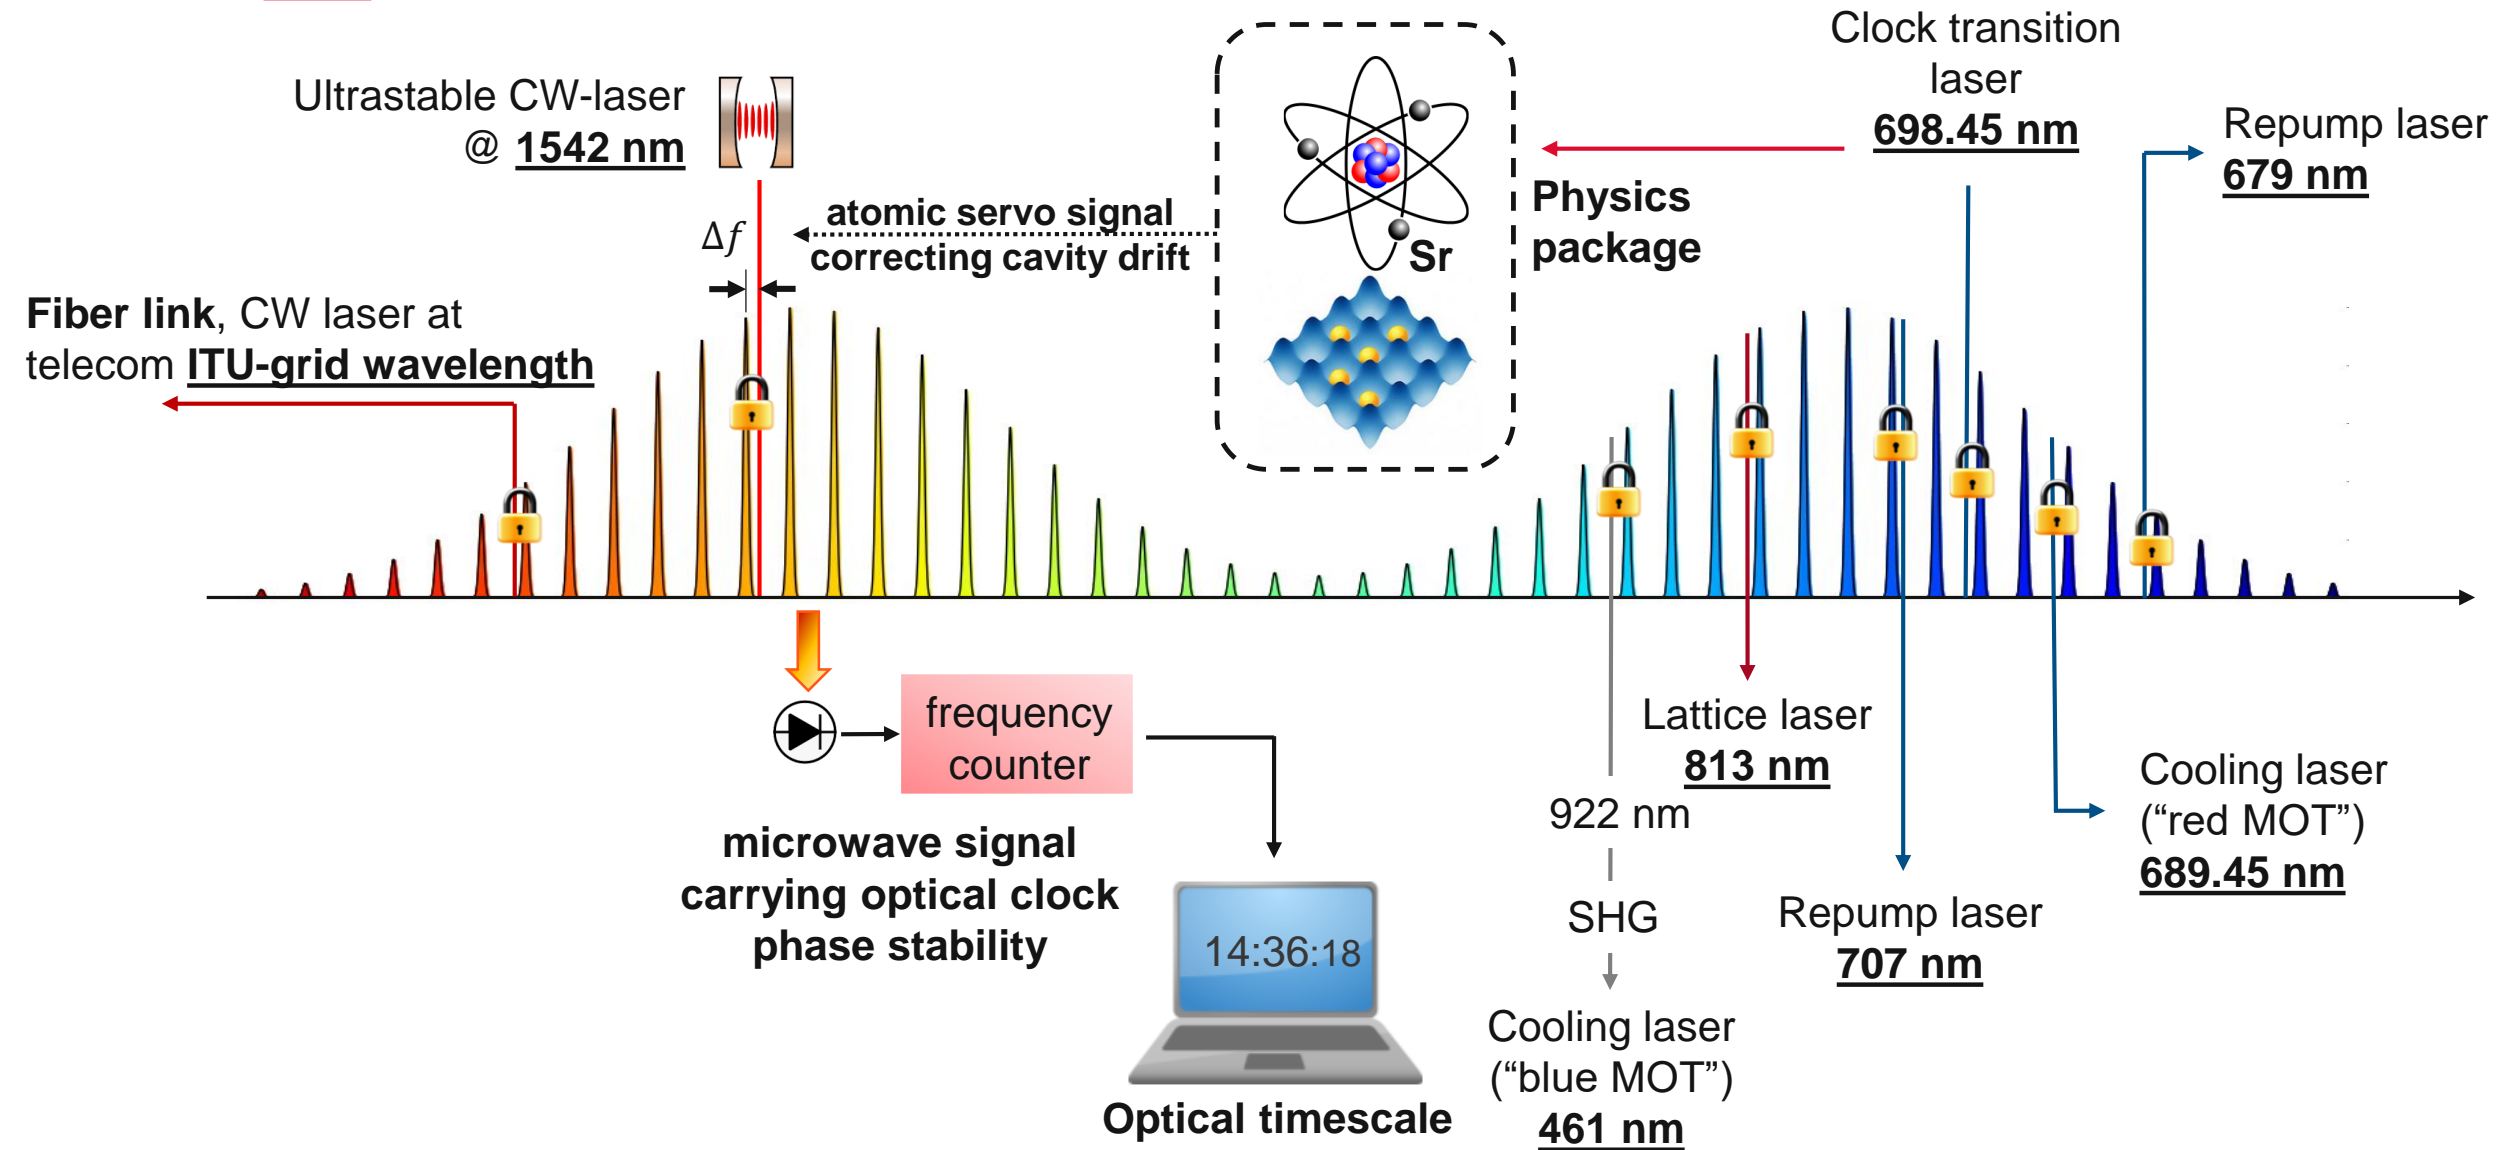 Ultrastable CW-laser
@ 1542 nm
Δf
atomic servo signal
correcting cavity drift
Fiber link, CW laser at
telecom ITU-grid wavelength
Sr
Physics
package
Clock transition
laser
698.45 nm
Repump laser
679 nm
frequency
counter
microwave signal
carrying optical clock
phase stability
14:36:18
Optical timescale
922 nm
SHG
Cooling laser
(“blue MOT”)
461 nm
Lattice laser
813 nm
Repump laser
707 nm
Cooling laser
(“red MOT”)
689.45 nm